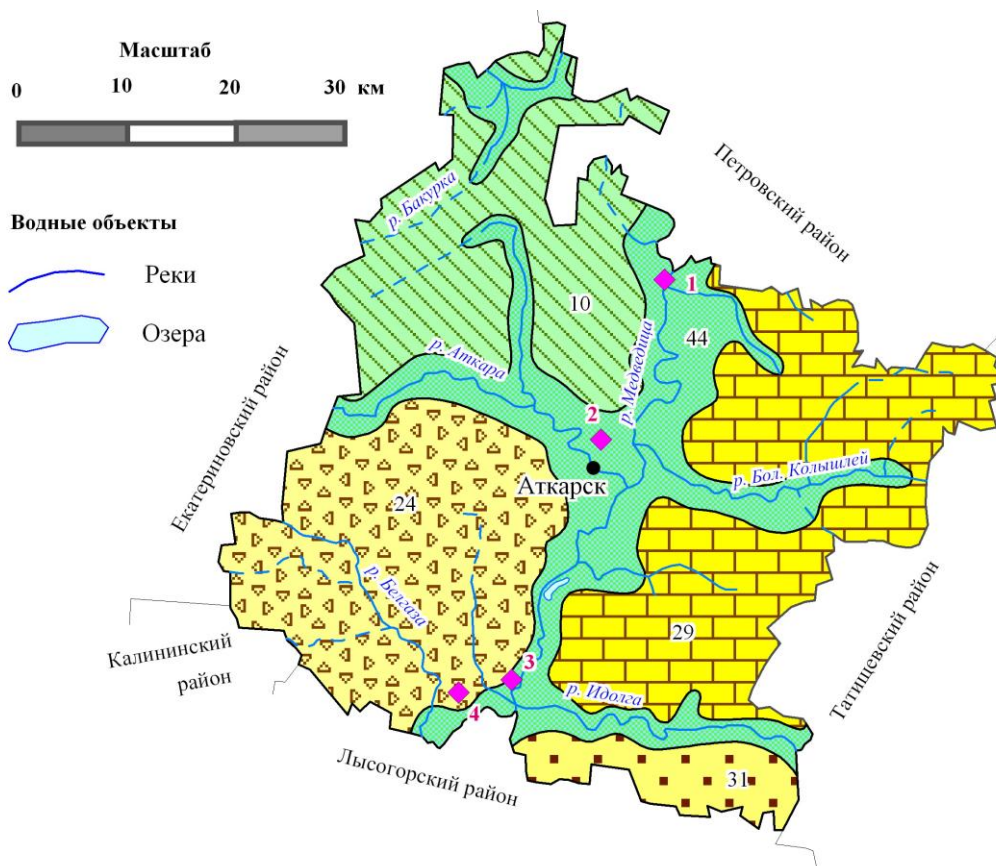 Масштаб
0 10 20 30 км
Водные объекты
Реки
Озера
Петровский район
р. Бакурка
1
10
44
р. Медведица
р. Аткара
2
Екатериновский район
р. Бол. Колышлей
Аткарск
24
р. Белгаза
29
Татищевский район
Калининский
район
3
р. Идолга
4
Лысогорский район
31